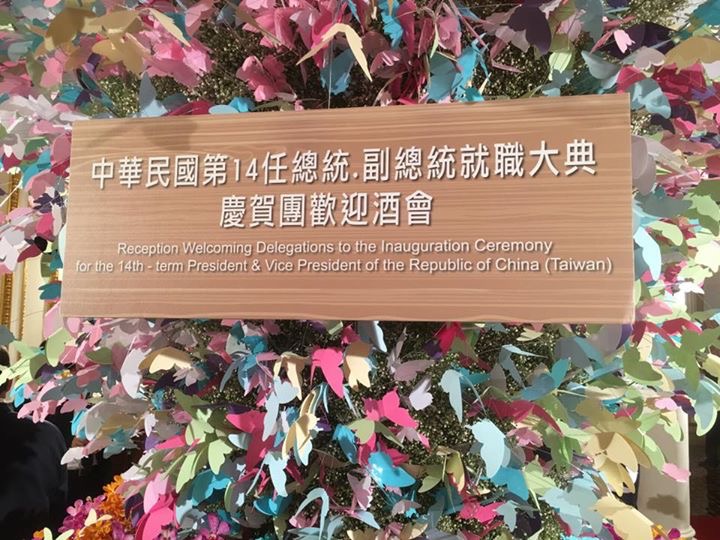 中華民國第14任總統.副總統就職大典
慶賀團歡迎酒會
Reception Welcoming Delegations to the Inauguration Ceremony
for the 14th - term President & Vice President of the Republic of China (Taiwan)